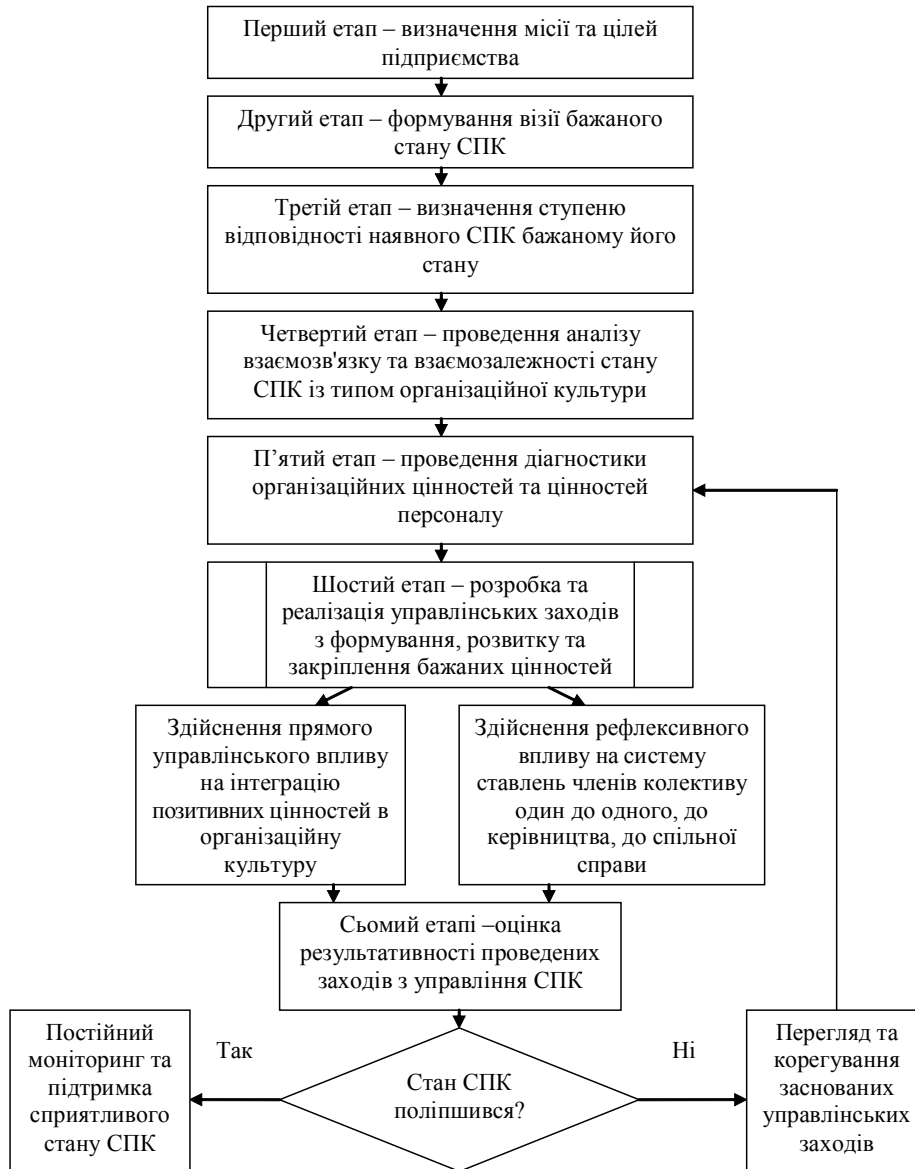 Перший етап – визначення місії та цілей
підприємства
Другий етап – формування візії бажаного
стану СПК
Третій етап – визначення ступеню
відповідності наявного СПК бажаному його
стану
Четвертий етап – проведення аналізу
взаємозв'язку та взаємозалежності стану
СПК із типом організаційної культури
П’ятий етап – проведення діагностики
організаційних цінностей та цінностей
персоналу
Шостий етап – розробка та
реалізація управлінських заходів
з формування, розвитку та
закріплення бажаних цінностей
Здійснення прямого
управлінського впливу
на інтеграцію
позитивних цінностей в
організаційну
культуру
Здійснення рефлексивного
впливу на систему
ставлень членів колективу
один до одного, до
керівництва, до спільної
справи
Сьомий етапі –оцінка
результативності проведених
заходів з управління СПК
Постійний
моніторинг та
підтримка
сприятливого
стану СПК
Так
Стан СПК
поліпшився?
Ні
Перегляд та
корегування
заснованих
управлінських
заходів